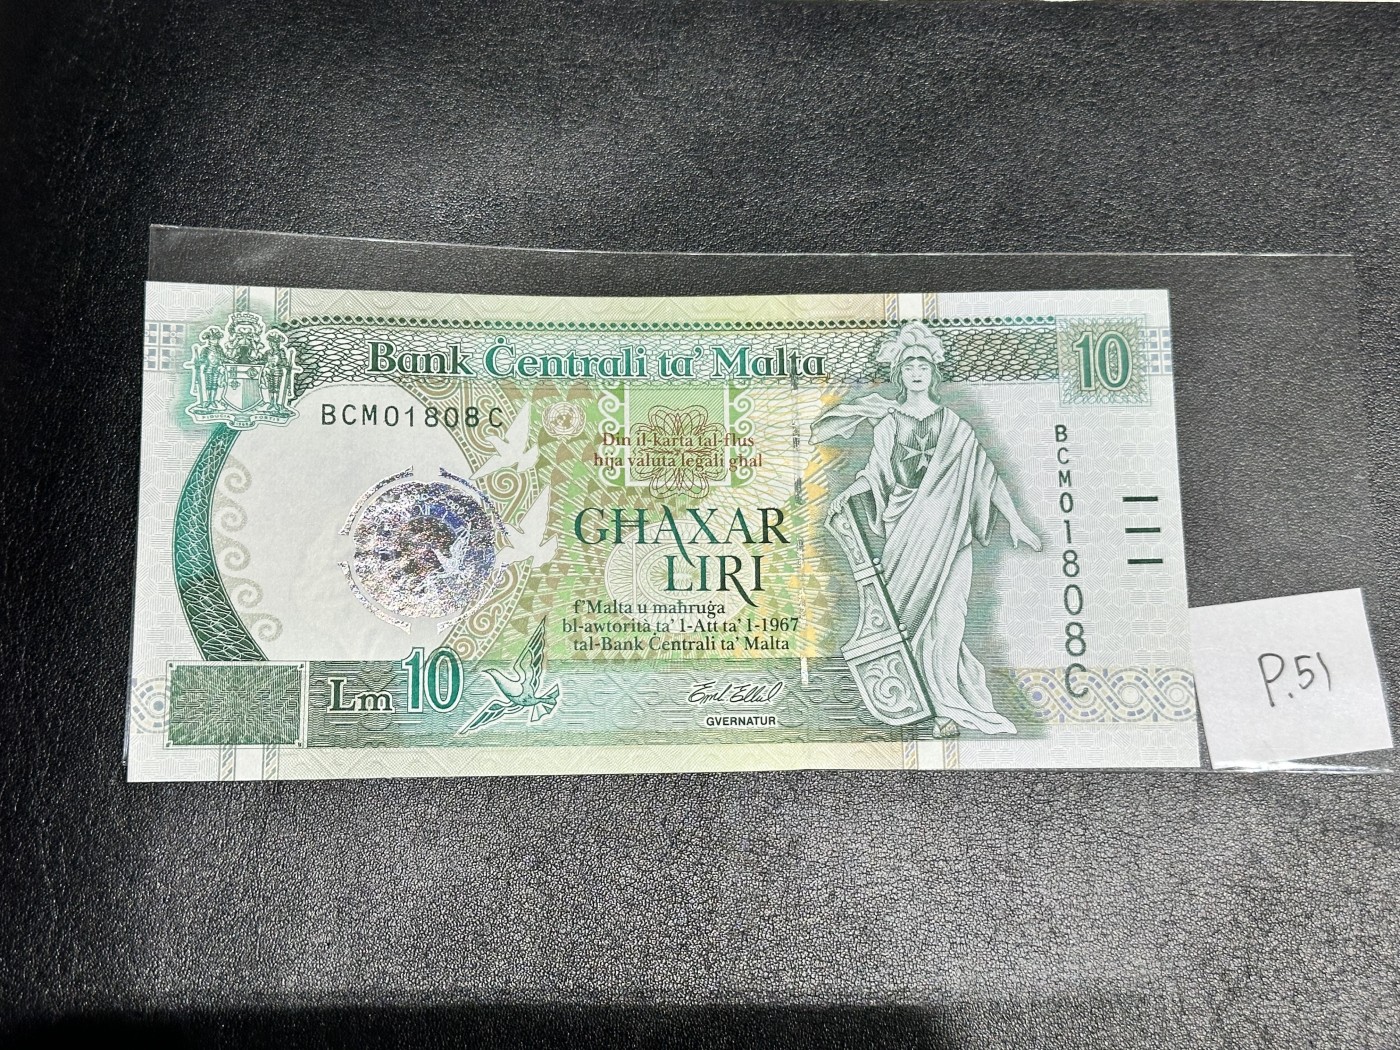 Bank Ċentrali ta' Malta
10
BCM01808C
Din il-karta tal-flus
hija valuta legali għal
GĦAXAR
LIRI
f'Malta u maħruġa
bl-awtorità ta' l-Att ta' l-1967
tal-Bank Ċentrali ta' Malta
Lm 10
GVERNATUR
BCM01808C
P.51